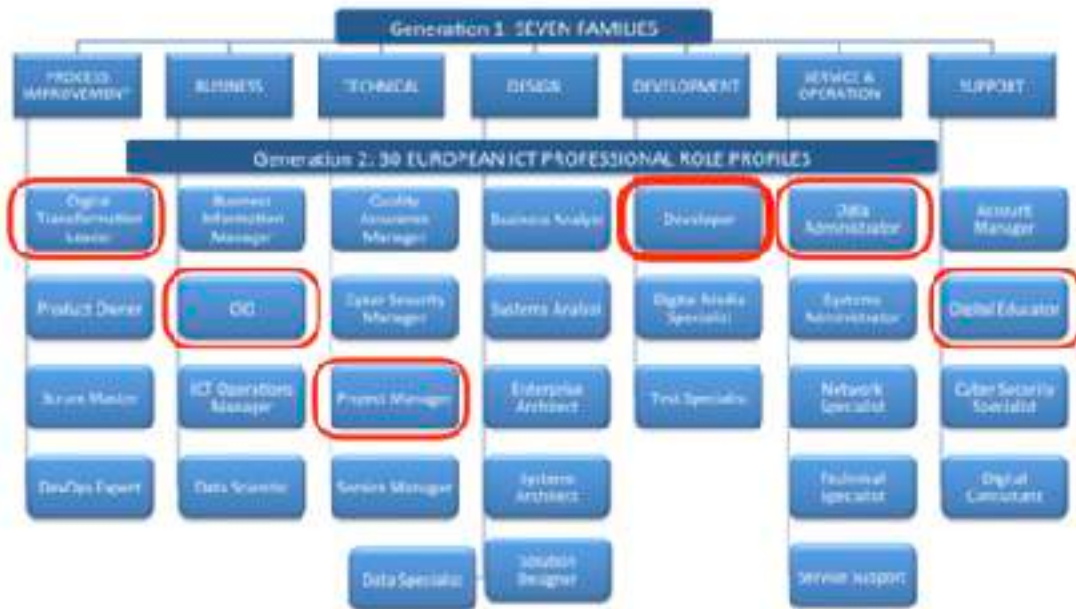 Generation 1: SEVEN FAMILIES
PROCESS
IMPROVEMENT
BUSINESS
TECHNICAL
DESIGN
DEVELOPMENT
SERVICE &
OPERATION
SUPPORT
Generation 2: 30 EUROPEAN ICT PROFESSIONAL ROLE PROFILES
Digital
Transformation
Leader
Business
Information
Manager
Quality
Assurance
Manager
Business Analyst
Developer
Data
Administrator
Account
Manager
Product Owner
CIO
Cyber Security
Manager
Systems Analyst
Digital Media
Specialist
Systems
Administrator
Digital Educator
Scrum Master
ICT Operations
Manager
Project Manager
Enterprise
Architect
Test Specialist
Network
Specialist
Cyber Security
Specialist
DevOps Expert
Data Scientist
Service Manager
Systems
Architect
Technical
Specialist
Digital
Consultant
Data Specialist
Solution
Designer
Service Support